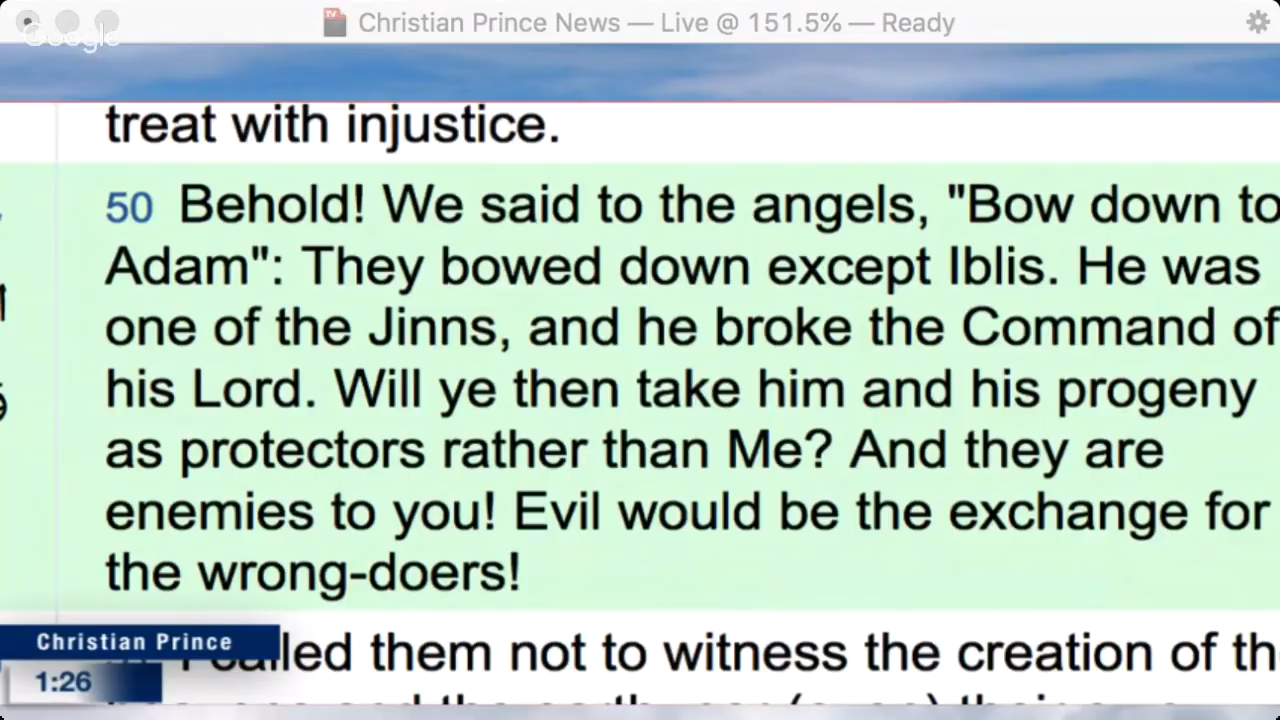 Christian Prince News — Live @ 151.5% — Ready
Google
treat with injustice.
50 Behold! We said to the angels, "Bow down to
Adam": They bowed down except Iblis. He was
one of the Jinns, and he broke the Command of
his Lord. Will ye then take him and his progeny
as protectors rather than Me? And they are
enemies to you! Evil would be the exchange for
the wrong-doers!
Christian Prince
I called them not to witness the creation of th
1:26